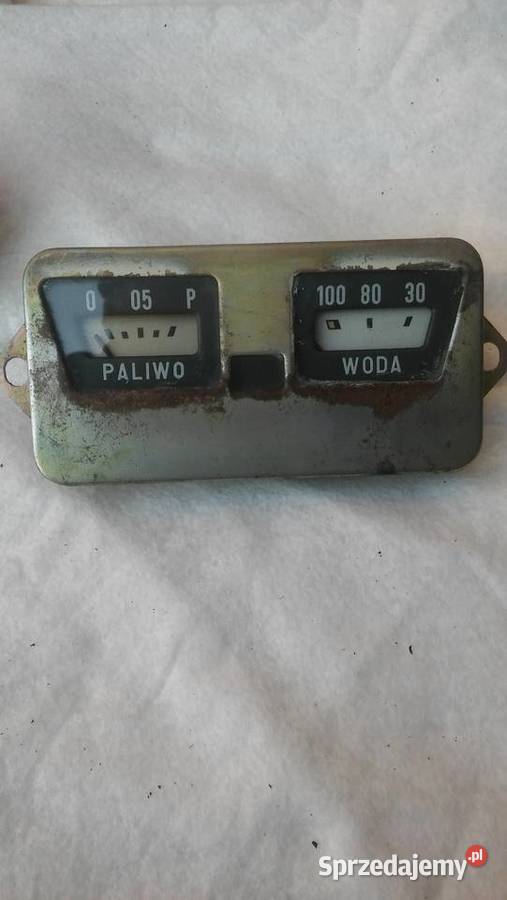 0 05 P
PALIWO
100 80 30
WODA
Sprzedajemy.pl